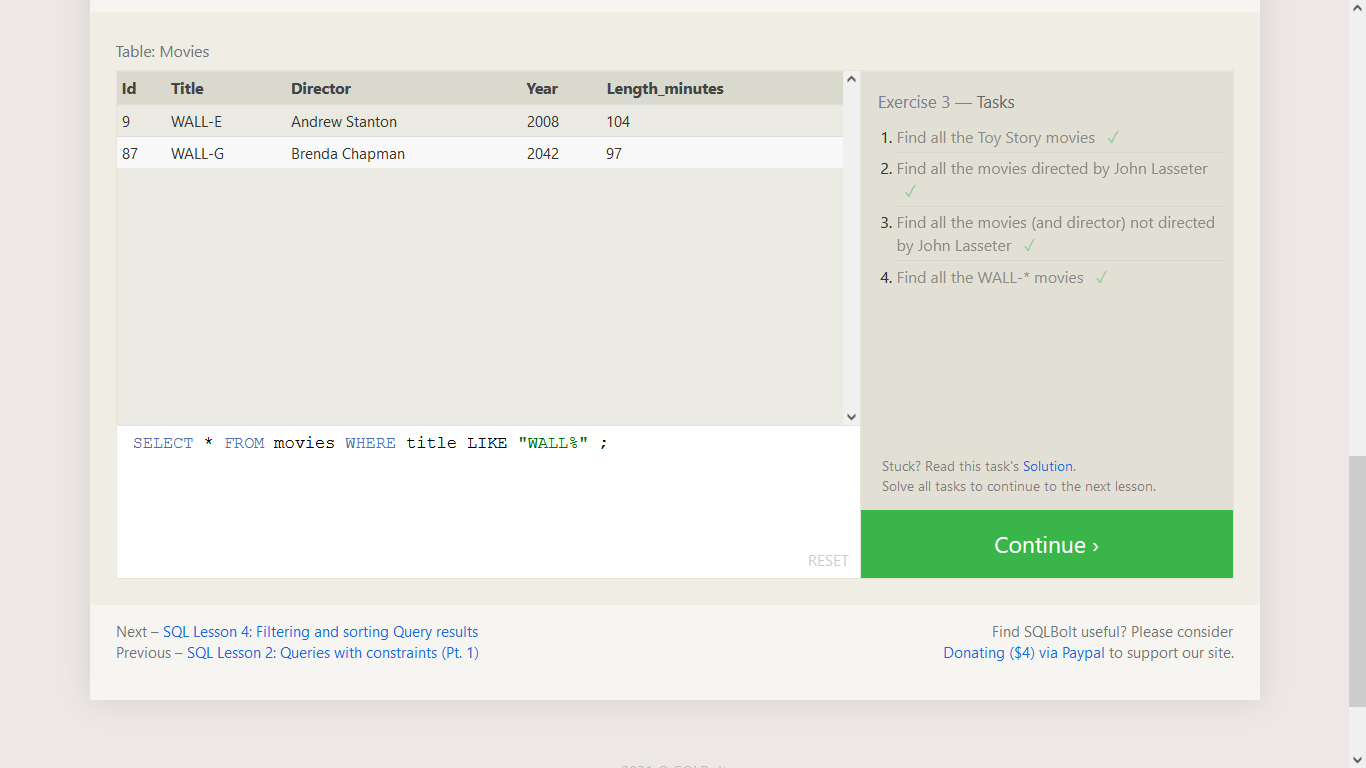 Table: Movies
Id Title Director Year Length_minutes
9 WALL-E Andrew Stanton 2008 104
87 WALL-G Brenda Chapman 2042 97
SELECT * FROM movies WHERE title LIKE "WALL%" ;
RESET
Exercise 3 — Tasks
1. Find all the Toy Story movies ✓
2. Find all the movies directed by John Lasseter
✓
3. Find all the movies (and director) not directed
by John Lasseter ✓
4. Find all the WALL-* movies ✓
Stuck? Read this task's Solution.
Solve all tasks to continue to the next lesson.
Continue ›
Next – SQL Lesson 4: Filtering and sorting Query results
Previous – SQL Lesson 2: Queries with constraints (Pt. 1)
Find SQLBolt useful? Please consider
Donating ($4) via Paypal to support our site.